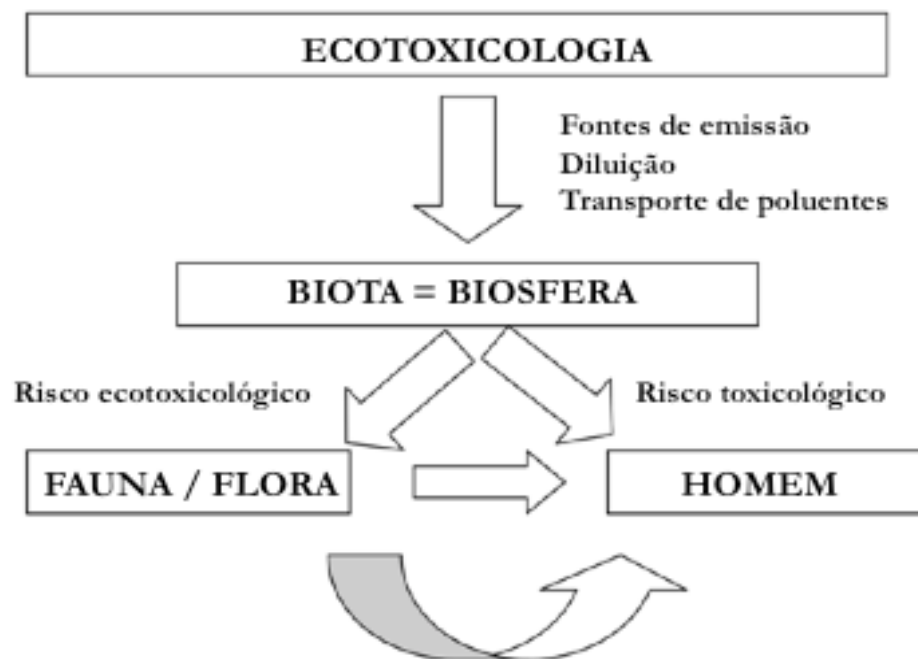 ECOTOXICOLOGIA
Fontes de emissão
Diluição
Transporte de poluentes
BIOTA = BIOSFERA
Risco ecotoxicológico
Risco toxicológico
FAUNA / FLORA
HOMEM